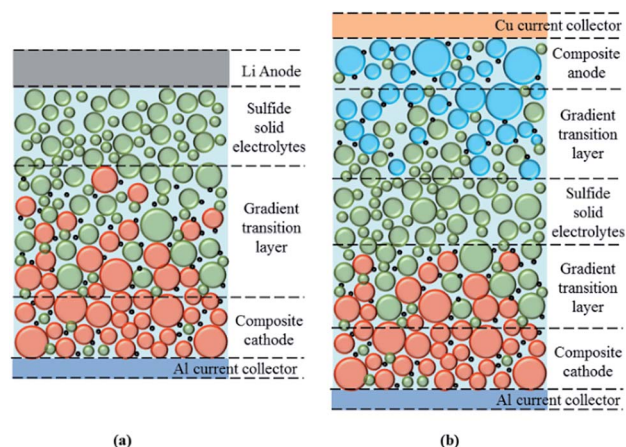 Li Anode
Sulfide
solid
electrolytes
Gradient
transition
layer
Composite
cathode
Al current collector
(a)
Cu current collector
Composite
anode
Gradient
transition
layer
Sulfide
solid
electrolytes
Gradient
transition
layer
Composite
cathode
Al current collector
(b)